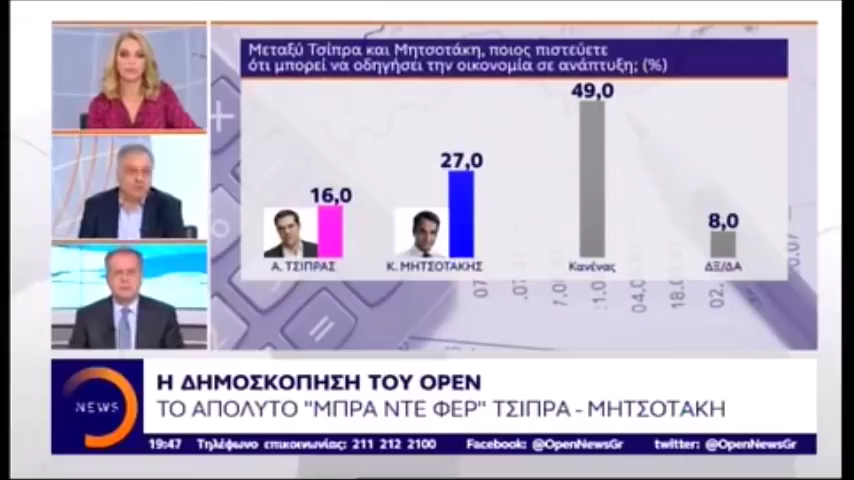 Μεταξύ Τσίπρα και Μητσοτάκη, ποιος πιστεύετε
ότι μπορεί να οδηγήσει την οικονομία σε ανάπτυξη; (%)
16,0
27,0
49,0
8,0
Α. ΤΣΙΠΡΑΣ
Κ. ΜΗΤΣΟΤΑΚΗΣ
Κανένας
ΔΞ/ΔΑ
NEWS
Η ΔΗΜΟΣΚΟΠΗΣΗ ΤΟΥ OPEN
ΤΟ ΑΠΟΛΥΤΟ "ΜΠΡΑ ΝΤΕ ΦΕΡ" ΤΣΙΠΡΑ - ΜΗΤΣΟΤΑΚΗ
19:47 Τηλέφωνο επικοινωνίας: 211 212 2100 Facebook: @OpenNewsGr twitter: @OpenNewsGr